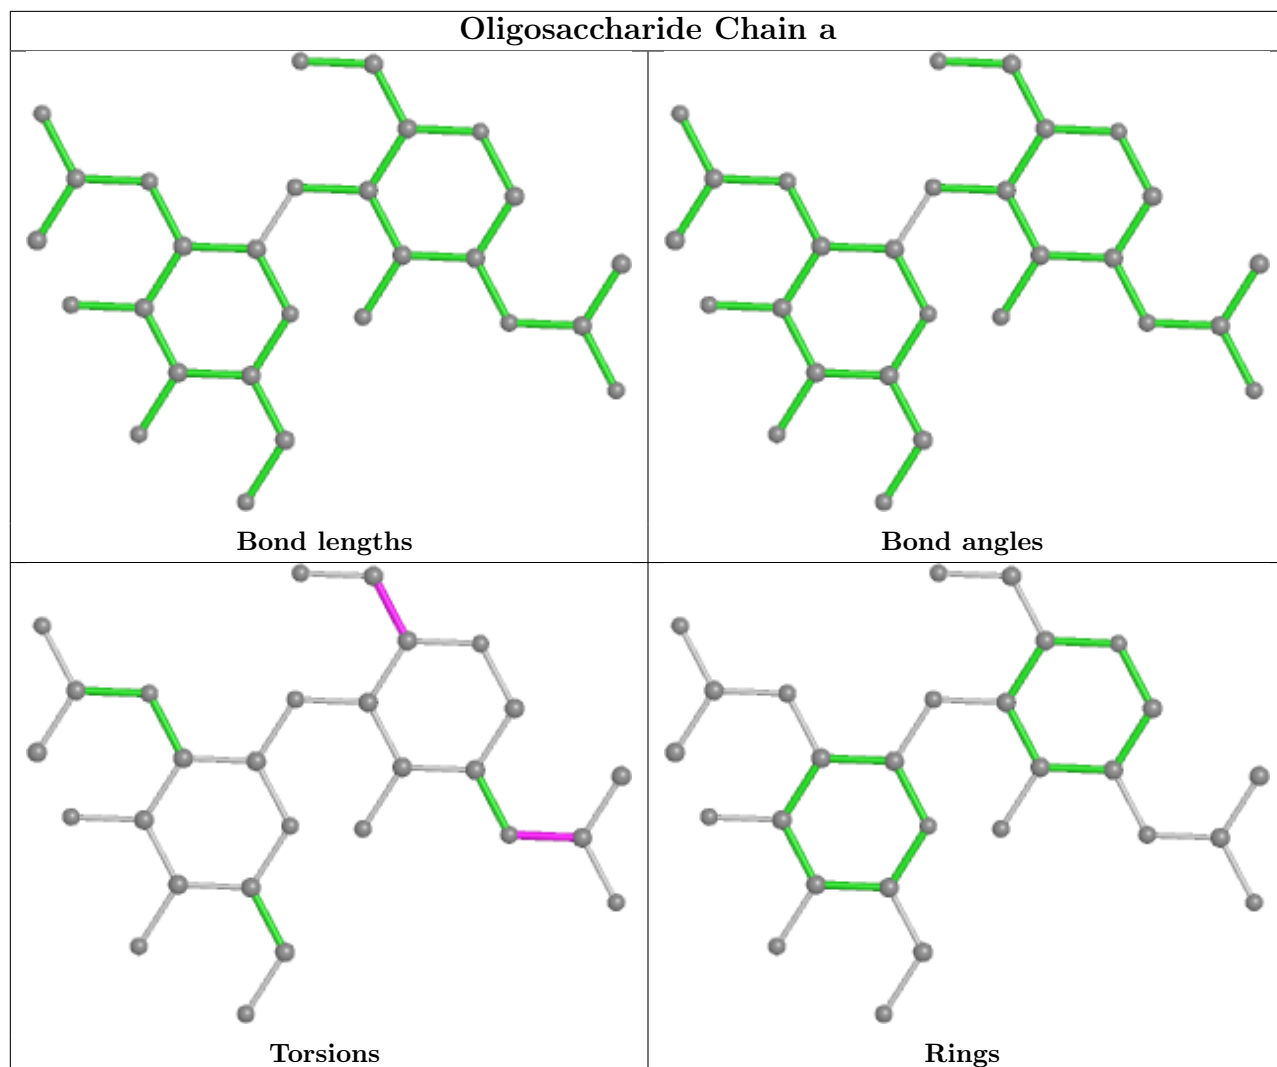 Oligosaccharide Chain a
Bond lengths
Bond angles
Torsions
Rings